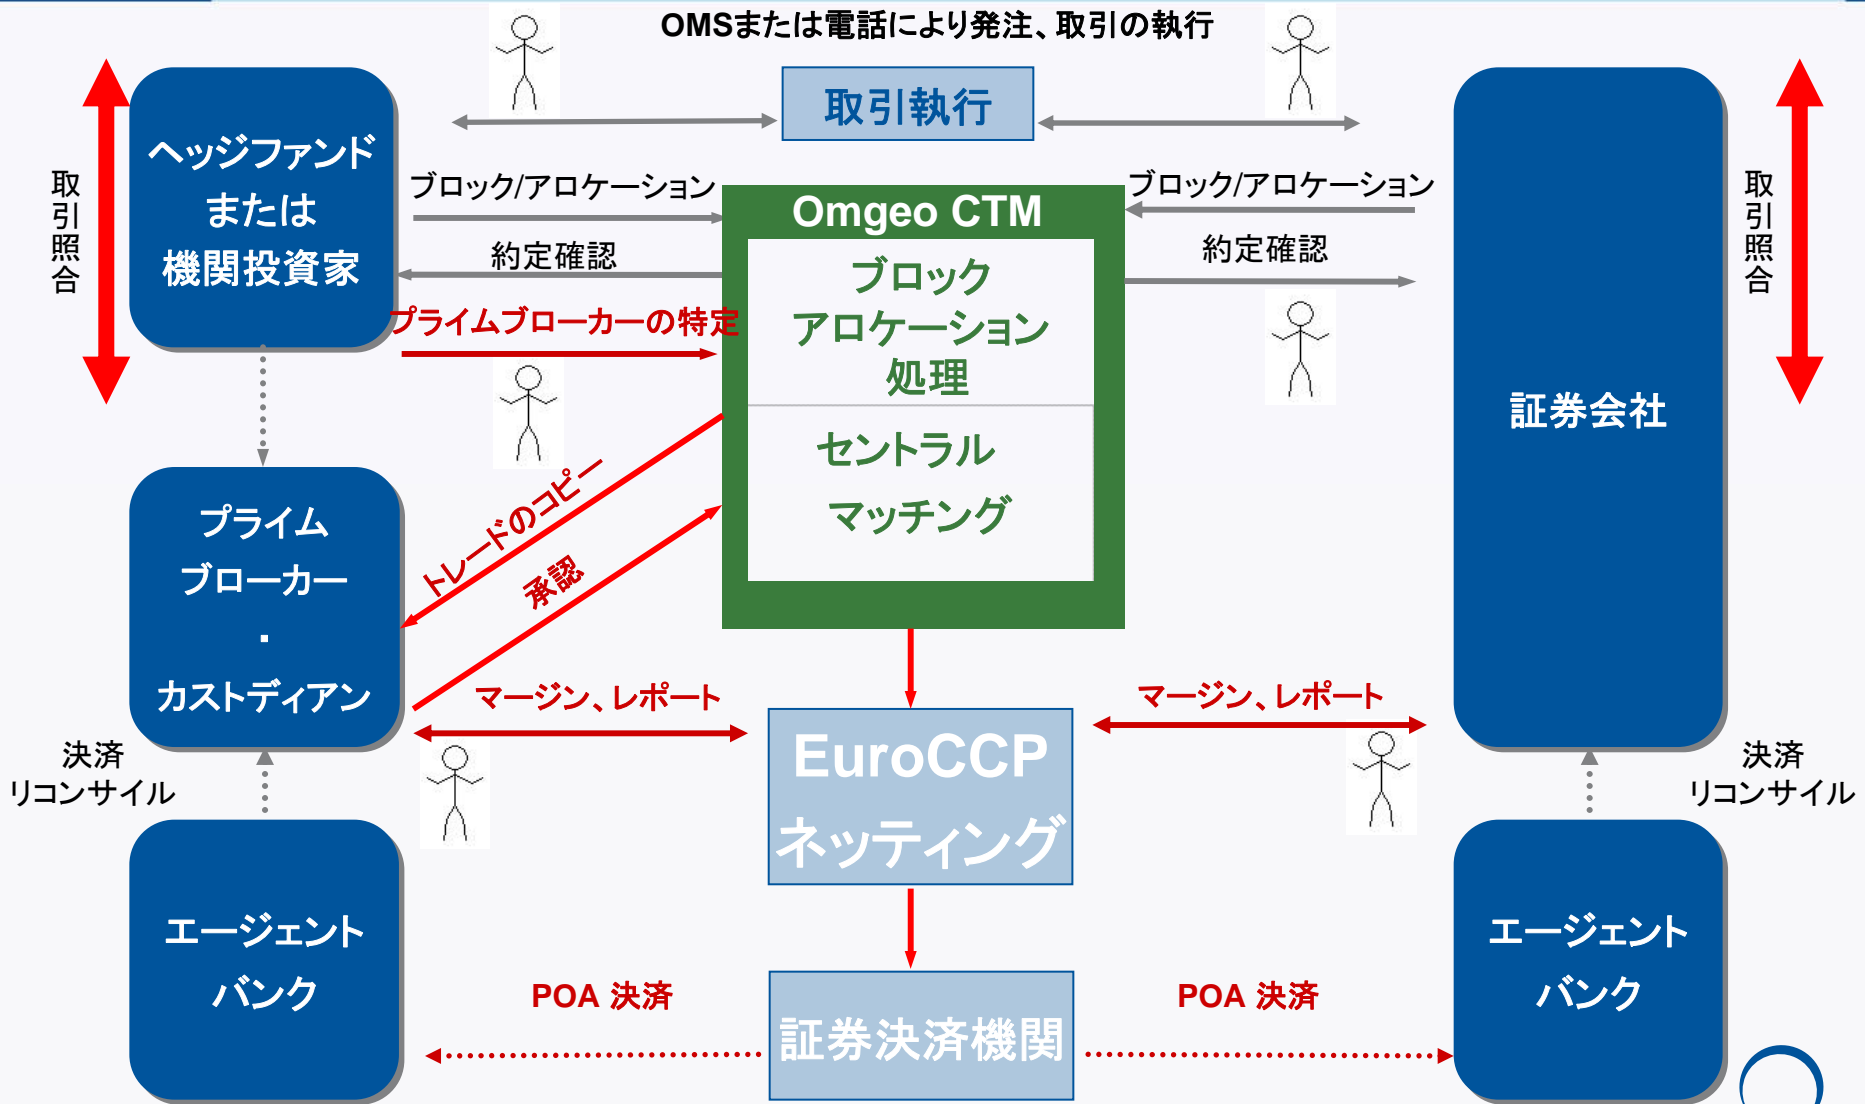 OMSまたは電話により発注、取引の執行
取引執行
ヘッジファンド
または
機関投資家
取引照合
ブロック/アロケーション
約定確認
プライムブローカーの特定
Omgeo CTM
ブロック
アロケーション
処理
セントラル
マッチング
ブロック/アロケーション
約定確認
証券会社
取引照合
プライム
ブローカー
・
カストディアン
トレードのコピー
承認
マージン、レポート
マージン、レポート
EuroCCP
ネッティング
決済
リコンサイル
決済
リコンサイル
エージェント
バンク
POA 決済
証券決済機関
POA 決済
エージェント
バンク